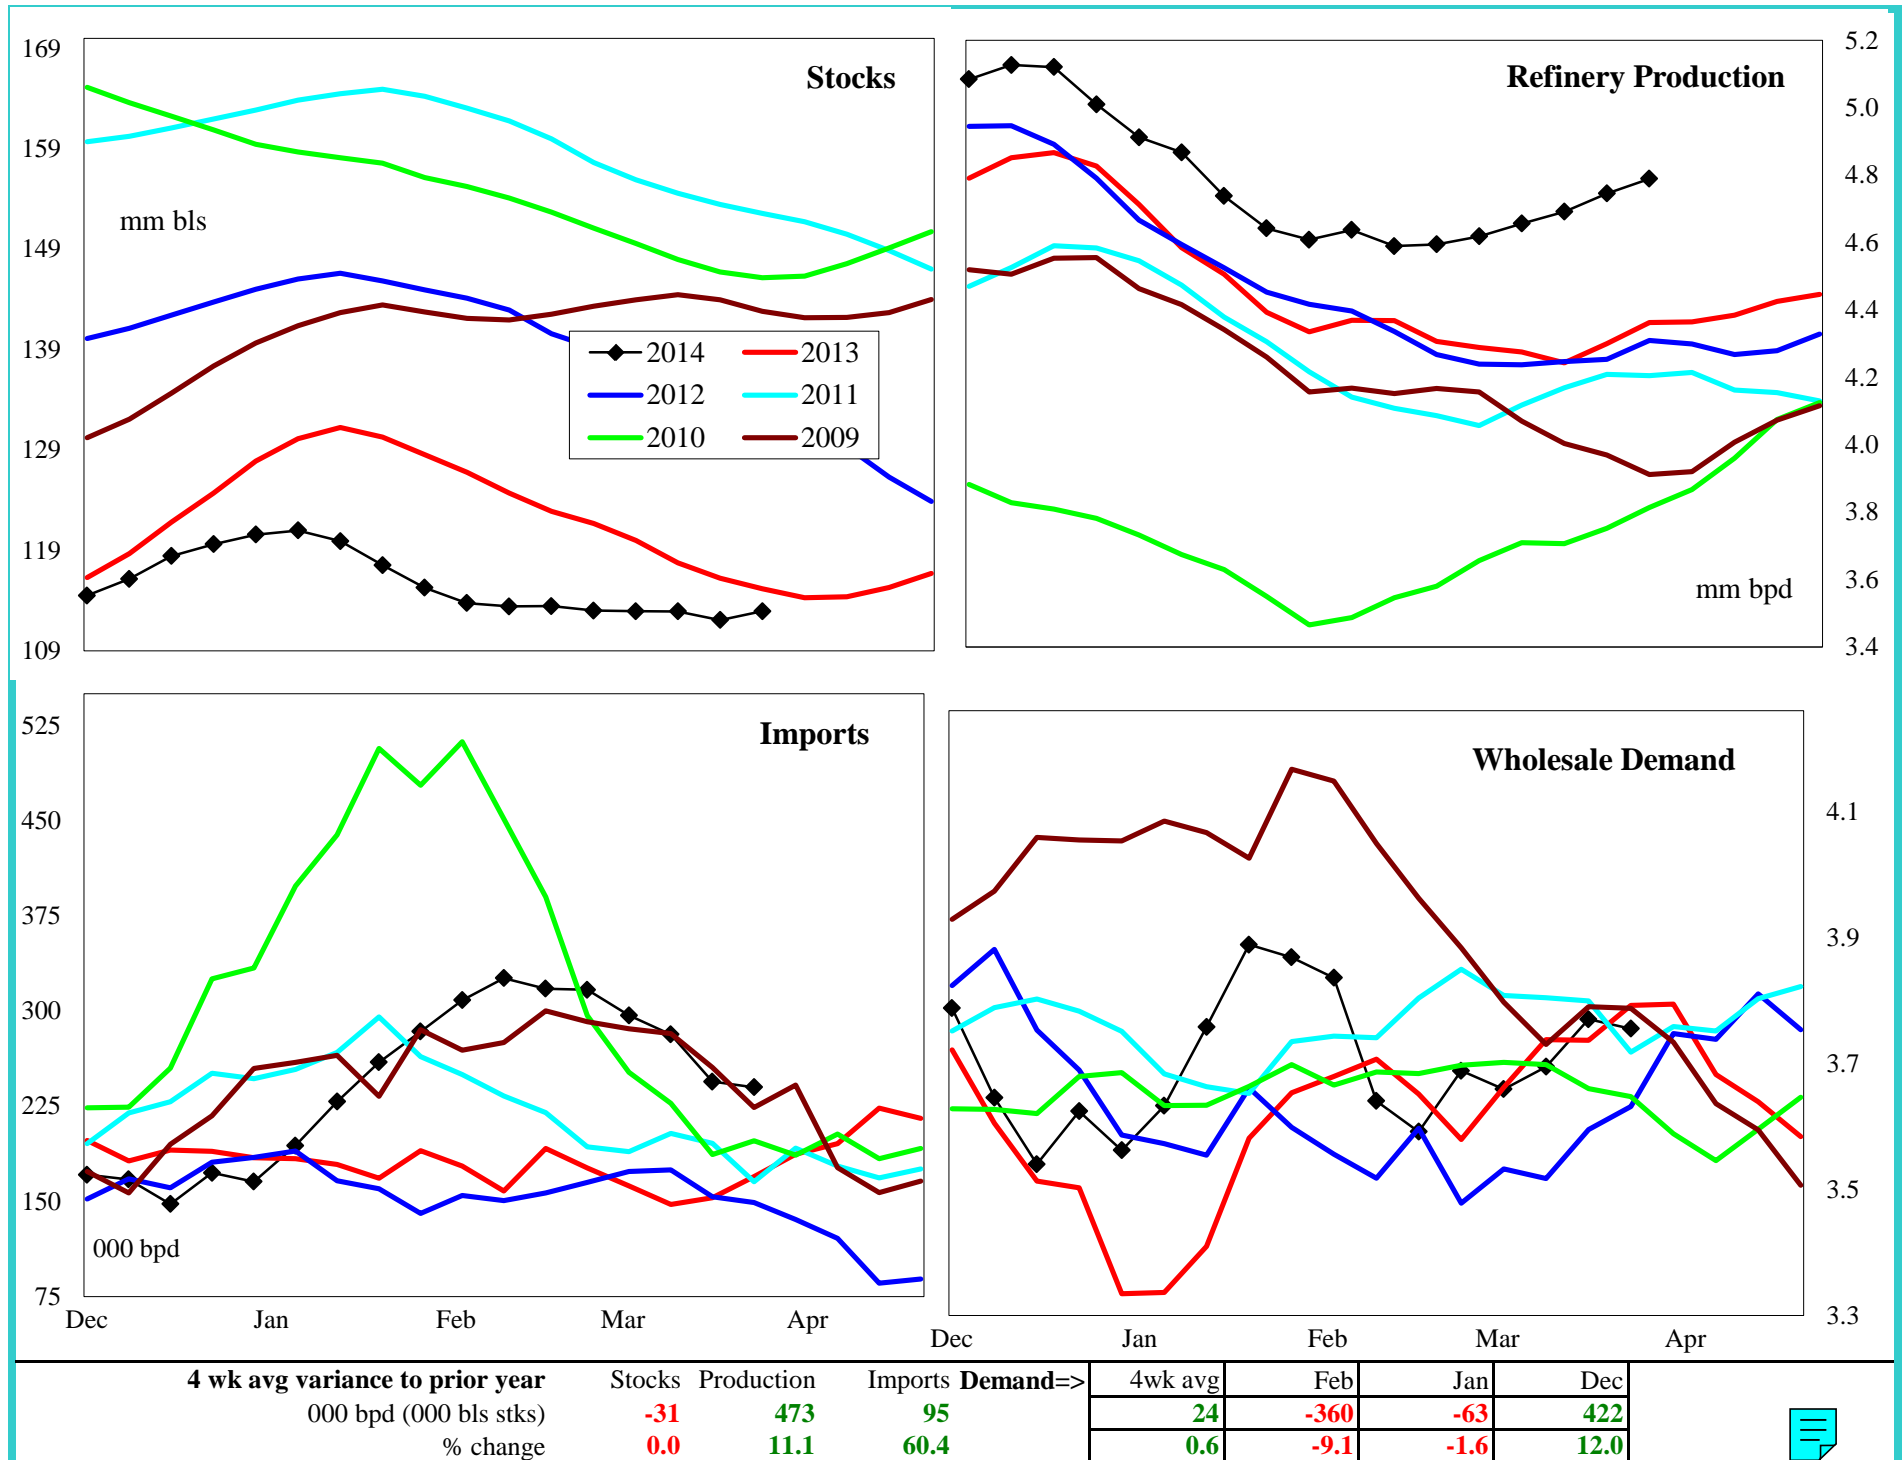 Stocks
169
159
149
139
129
119
109
mm bls
2014 2013
2012 2011
2010 2009
Refinery Production
5.2
5.0
4.8
4.6
4.4
4.2
4.0
3.8
3.6
3.4
mm bpd
Imports
525
450
375
300
225
150
75
000 bpd
Dec Jan Feb Mar Apr
Wholesale Demand
4.1
3.9
3.7
3.5
3.3
Dec Jan Feb Mar Apr
4 wk avg variance to prior year Stocks Production Imports Demand=> 4wk avg Feb Jan Dec
000 bpd (000 bls stks) -31 473 95 24 -360 -63 422
% change 0.0 11.1 60.4 0.6 -9.1 -1.6 12.0